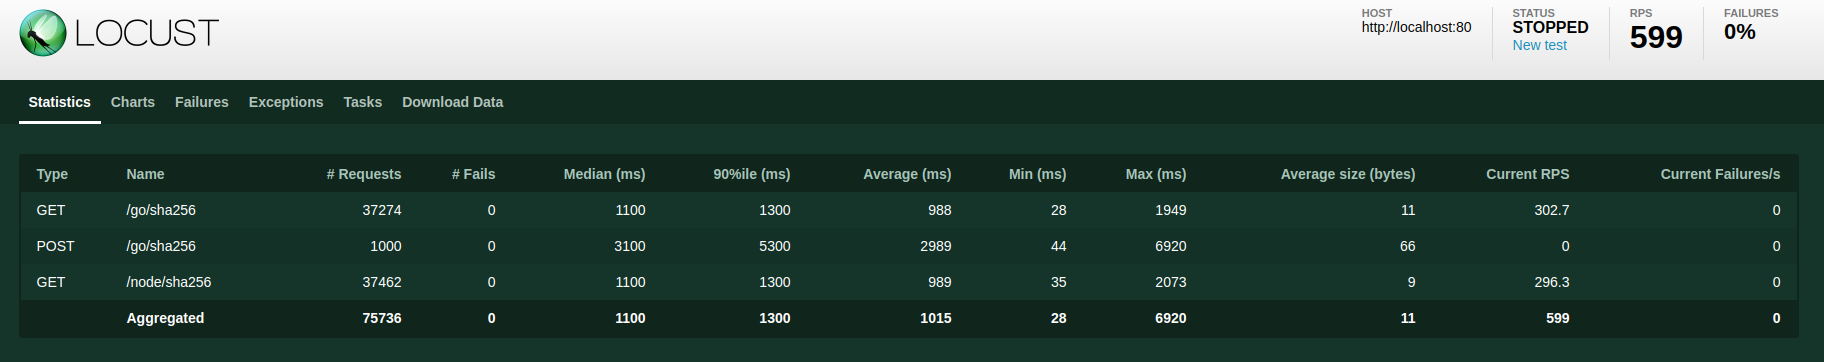 LOCUST
HOST
http://localhost:80
STATUS
STOPPED
New test
RPS
599
FAILURES
0%
Statistics Charts Failures Exceptions Tasks Download Data
Type Name # Requests # Fails Median (ms) 90%ile (ms) Average (ms) Min (ms) Max (ms) Average size (bytes) Current RPS Current Failures/s
GET /go/sha256 37274 0 1100 1300 988 28 1949 11 302.7 0
POST /go/sha256 1000 0 3100 5300 2989 44 6920 66 0 0
GET /node/sha256 37462 0 1100 1300 989 35 2073 9 296.3 0
Aggregated 75736 0 1100 1300 1015 28 6920 11 599 0